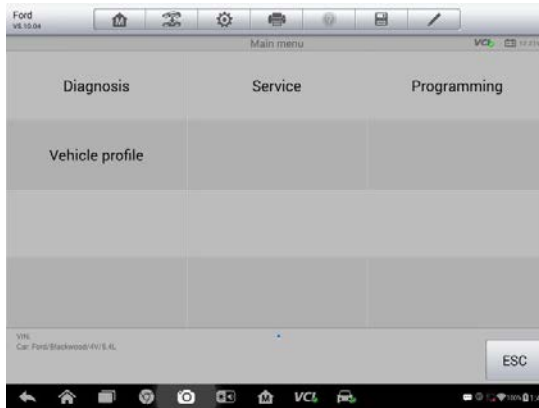 Ford
V8.10.04
Main menu
VCI
Diagnosis
Service
Programming
Vehicle profile
VIN:
Car: Ford/Blackwood/4V/5.4L
ESC
VCI
100%